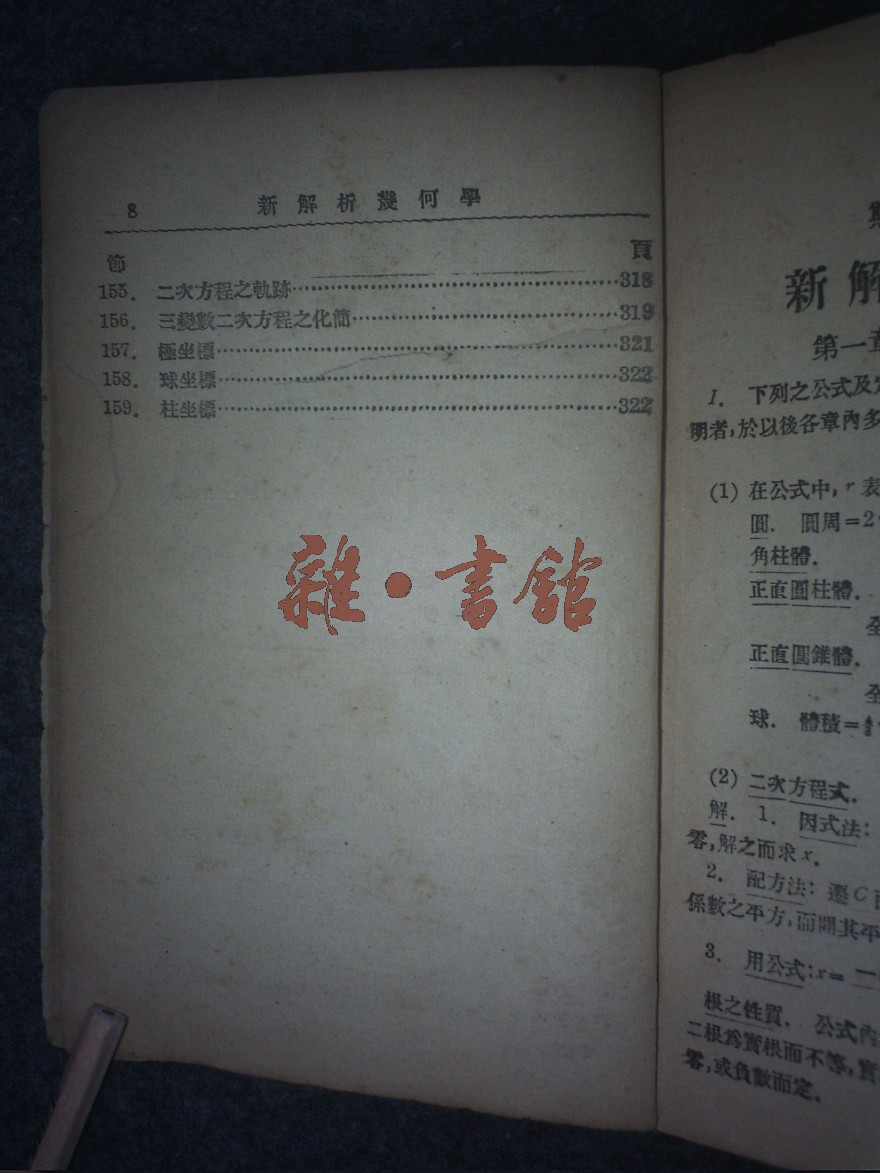 8 新解析幾何學
節 頁
155. 二次方程之軌跡……318
156. 三變數二次方程之化簡……319
157. 極坐標……321
158. 球坐標……322
159. 柱坐標……322
雜·書館
新解
第一章
1. 下列之公式及定
明者,於以後各章內多
(1) 在公式中, r 表
圓. 圓周=2
角柱體.
正直圓柱體.
全
正直圓錐體.
全
球. 體積=
(2) 二次方程式.
解. 1. 因式法:
零,解之而求 x.
2. 配方法: 遷 C
係數之平方,而開其平
3. 用公式: x= —
根之性質. 公式內
二根爲實根而不等,實
零,或負數而定.